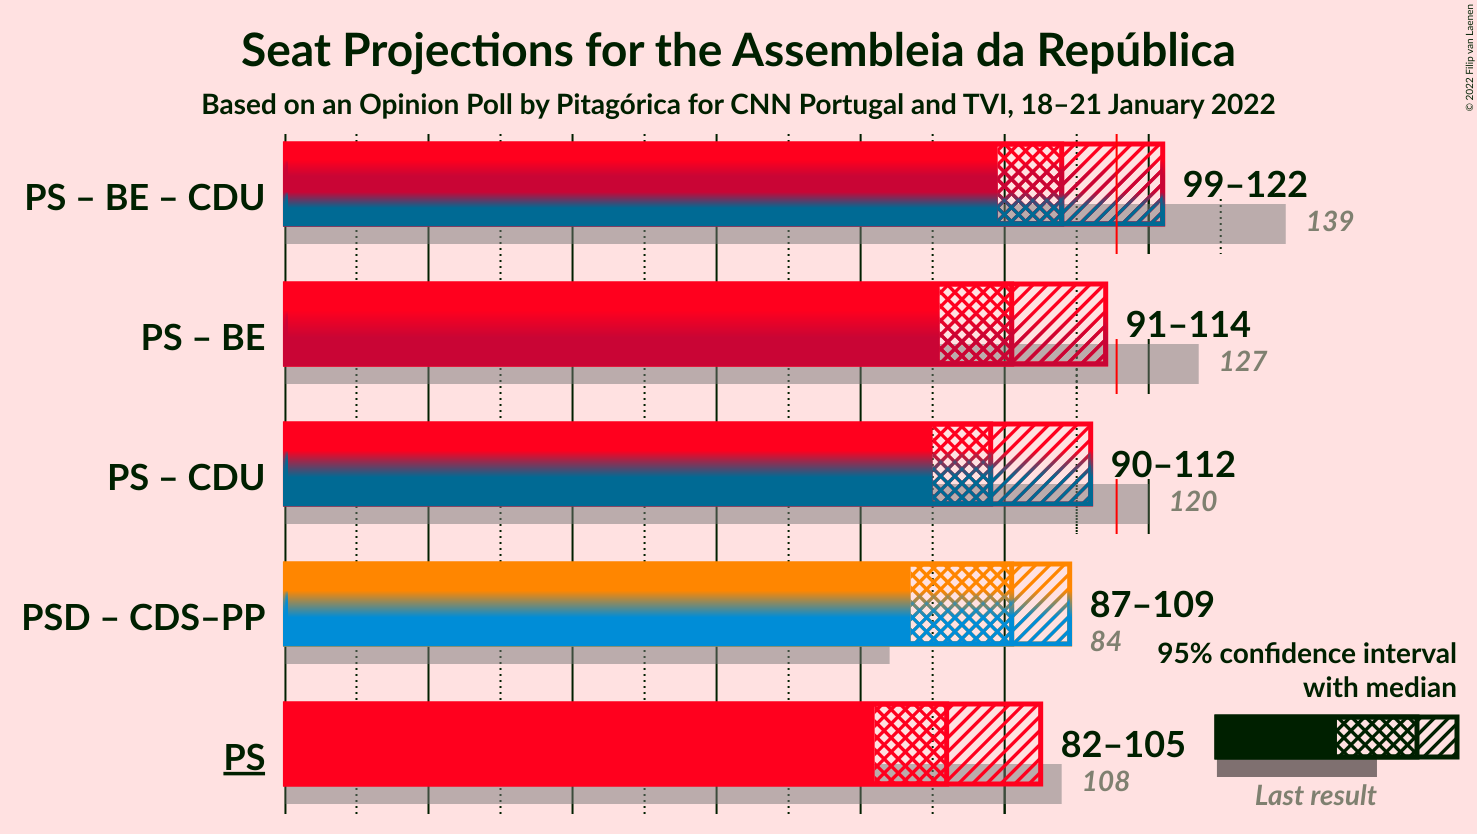 Seat Projections for the Assembleia da República
Based on an Opinion Poll by Pitagórica for CNN Portugal and TVI, 18–21 January 2022
© 2022 Filip van Laenen
PS – BE – CDU
99–122
139
PS – BE
91–114
127
PS – CDU
90–112
120
PSD – CDS–PP
87–109
84
95% confidence interval
with median
PS
82–105
108
Last result